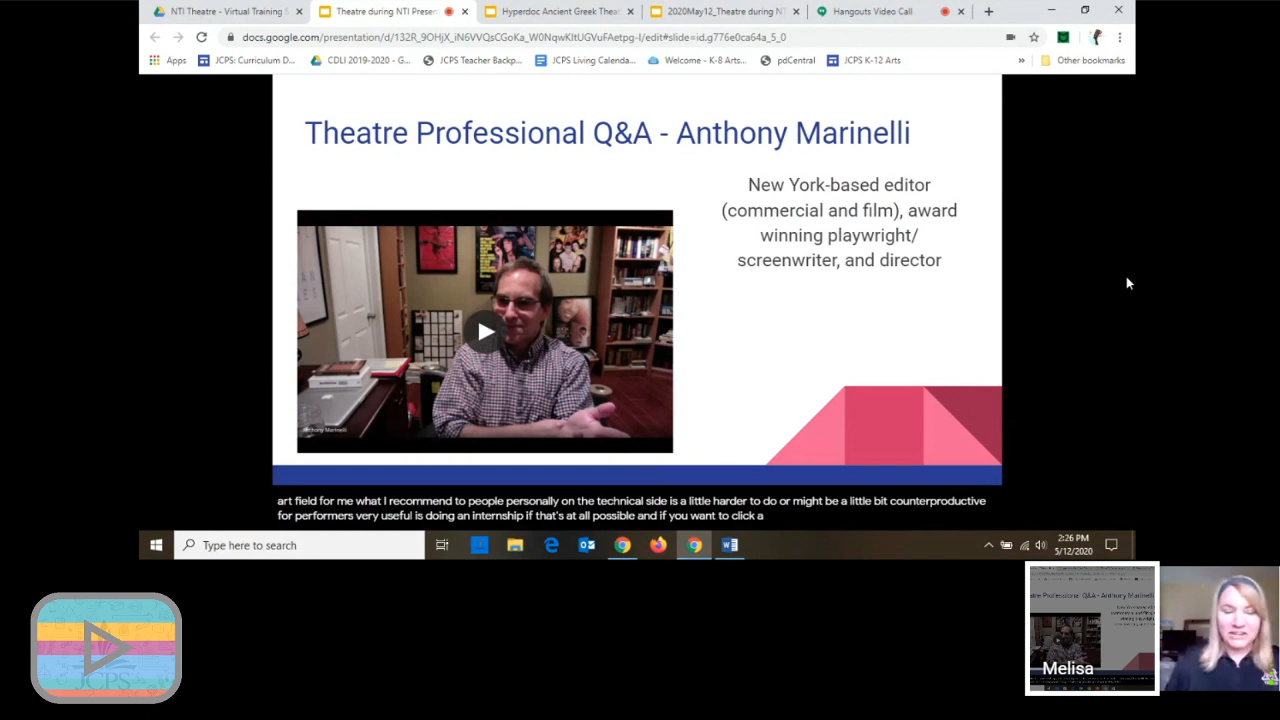 NTI Theatre - Virtual Training S
Theatre during NTI Presen
Hyperdoc Ancient Greek Theat
2020May12_Theatre during NT
Hangouts Video Call
docs.google.com/presentation/d/132R_9OHjX_iN6VVQsCGoKa_W0NqwKltUGVuFAetpg-I/edit#slide=id.g776e0ca64a_5_0
Apps
JCPS: Curriculum D...
CDLI 2019-2020 - G...
JCPS Teacher Backp...
JCPS Living Calenda...
Welcome - K-8 Arts...
pdCentral
JCPS K-12 Arts
Other bookmarks
Theatre Professional Q&A - Anthony Marinelli
New York-based editor
(commercial and film), award
winning playwright/
screenwriter, and director
Anthony Marinelli
art field for me what I recommend to people personally on the technical side is a little harder to do or might be a little bit counterproductive
for performers very useful is doing an internship if that's at all possible and if you want to click a
Type here to search
2:26 PM
5/12/2020
Melisa
JCPS